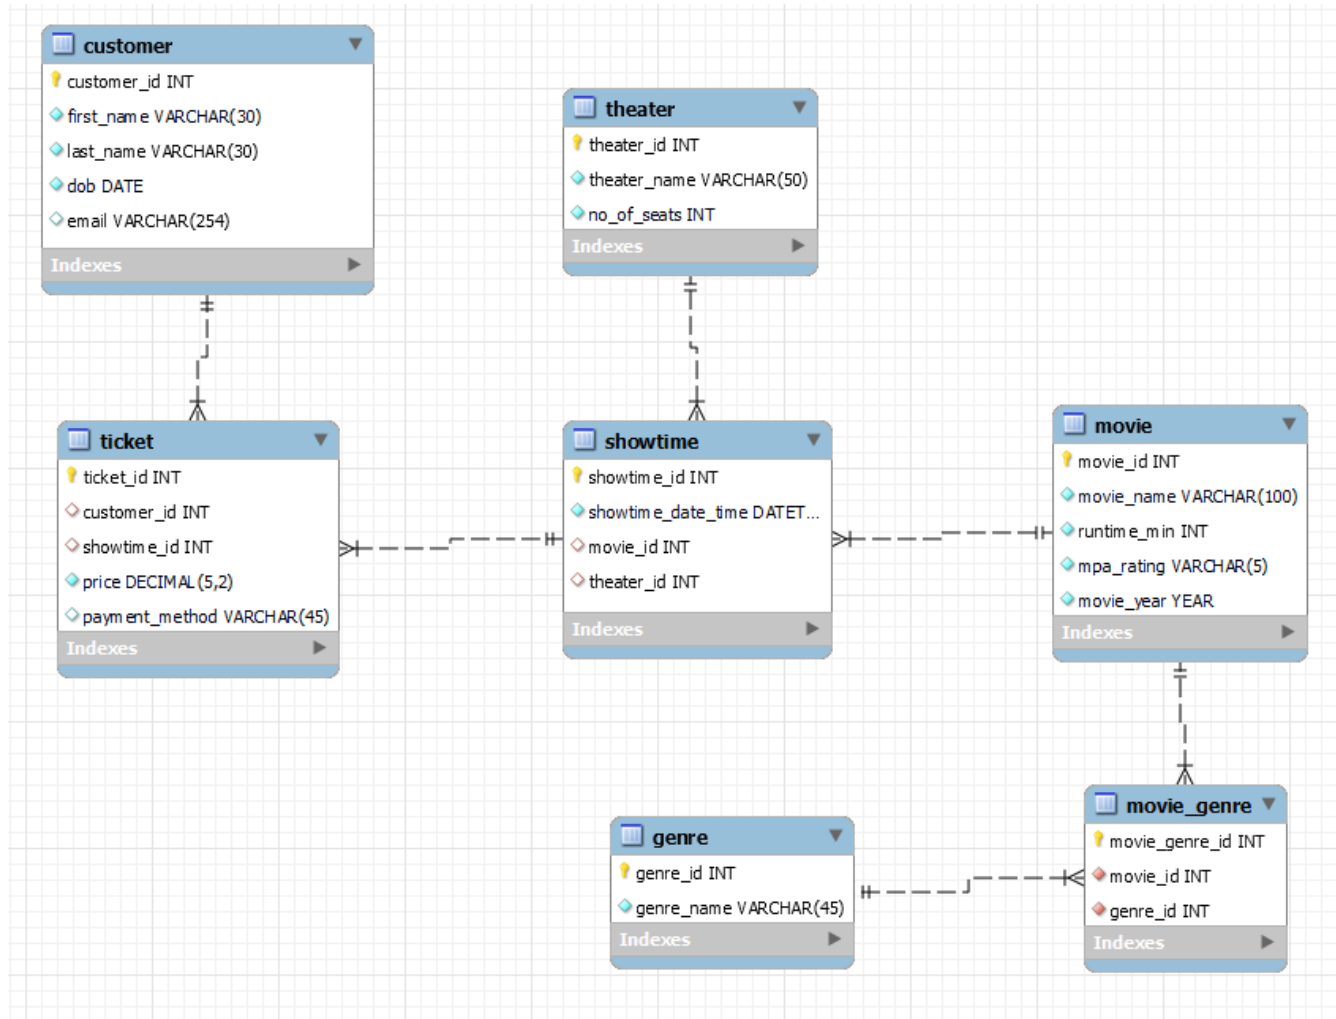 customer
customer_id INT
first_name VARCHAR(30)
last_name VARCHAR(30)
dob DATE
email VARCHAR(254)
Indexes
theater
theater_id INT
theater_name VARCHAR(50)
no_of_seats INT
Indexes
ticket
ticket_id INT
customer_id INT
showtime_id INT
price DECIMAL(5,2)
payment_method VARCHAR(45)
Indexes
showtime
showtime_id INT
showtime_date_time DATET...
movie_id INT
theater_id INT
Indexes
movie
movie_id INT
movie_name VARCHAR(100)
runtime_min INT
mpa_rating VARCHAR(5)
movie_year YEAR
Indexes
genre
genre_id INT
genre_name VARCHAR(45)
Indexes
movie_genre
movie_genre_id INT
movie_id INT
genre_id INT
Indexes